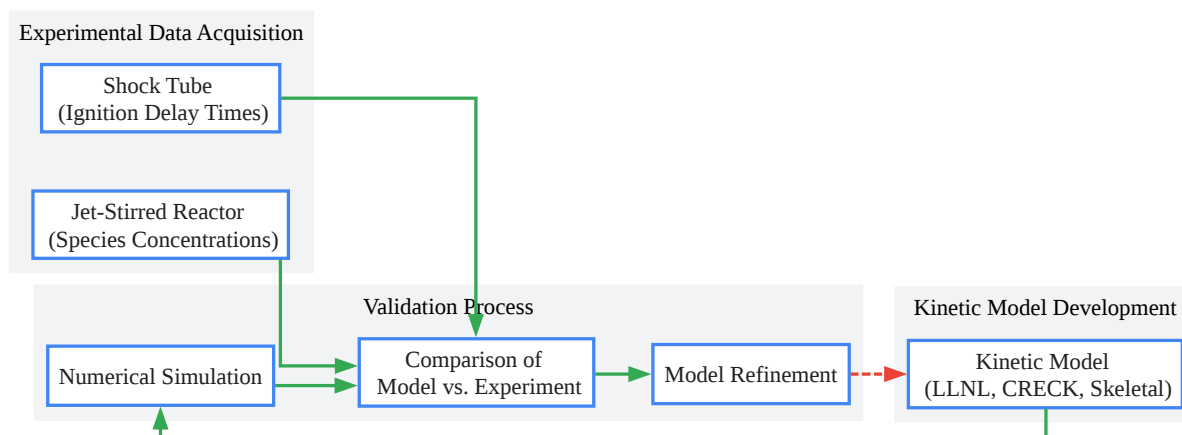 Experimental Data Acquisition
Shock Tube
(Ignition Delay Times)
Jet-Stirred Reactor
(Species Concentrations)
Validation Process
Numerical Simulation
Comparison of
Model vs. Experiment
Model Refinement
Kinetic Model Development
Kinetic Model
(LLNL, CRECK, Skeletal)